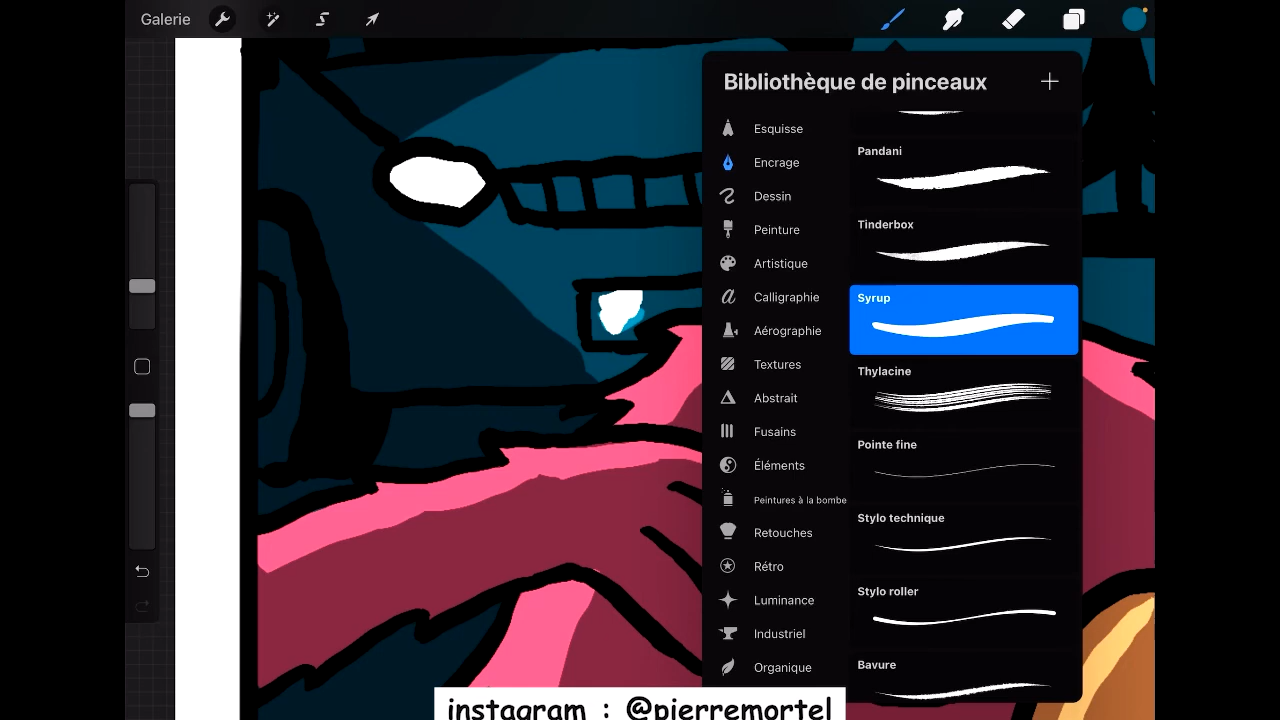 Galerie
Bibliothèque de pinceaux
Esquisse
Encrage
Dessin
Peinture
Artistique
Calligraphie
Aérographie
Textures
Abstrait
Fusains
Éléments
Peintures à la bombe
Retouches
Rétro
Luminance
Industriel
Organique
Pandani
Tinderbox
Syrup
Thylacine
Pointe fine
Stylo technique
Stylo roller
Bavure
instagram : @pierremortel